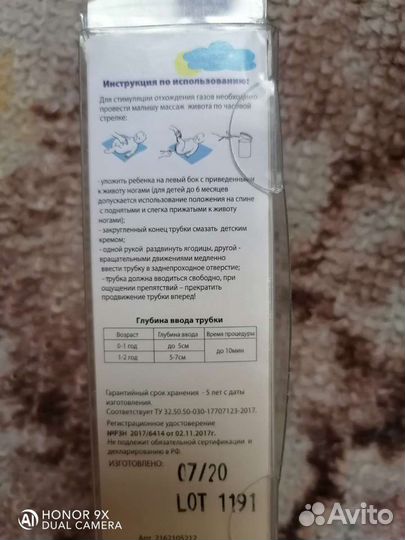 Инструкция по использованию:
Для стимуляции отхождения газов необходимо
провести малышу массаж живота по часовой
стрелке:
- уложить ребенка на левый бок с приведенными
к животу ногами (для детей до 6 месяцев
допускается использование положения на спине
с поднятыми и слегка прижатыми к животу
ногами);
- закругленный конец трубки смазать детским
кремом;
- одной рукой раздвинуть ягодицы, другой -
вращательными движениями медленно
ввести трубку в заднепроходное отверстие;
- трубка должна вводиться свободно, при
ощущении препятствий – прекратить
продвижение трубки вперед!
Глубина ввода трубки
Возраст Глубина ввода Время процедуры
0-1 год до 5см до 10мин
1-2 год 5-7см
Гарантийный срок хранения - 5 лет с даты
изготовления.
Соответствует ТУ 32.50.50-030-17707123-2017.
Регистрационное удостоверение
№РЗН 2017/6414 от 02.11.2017г.
Не подлежит обязательной сертификации и
декларированию в РФ.
ИЗГОТОВЛЕНО: 07/20
LOT 1191
HONOR 9X
DUAL CAMERA
Avito